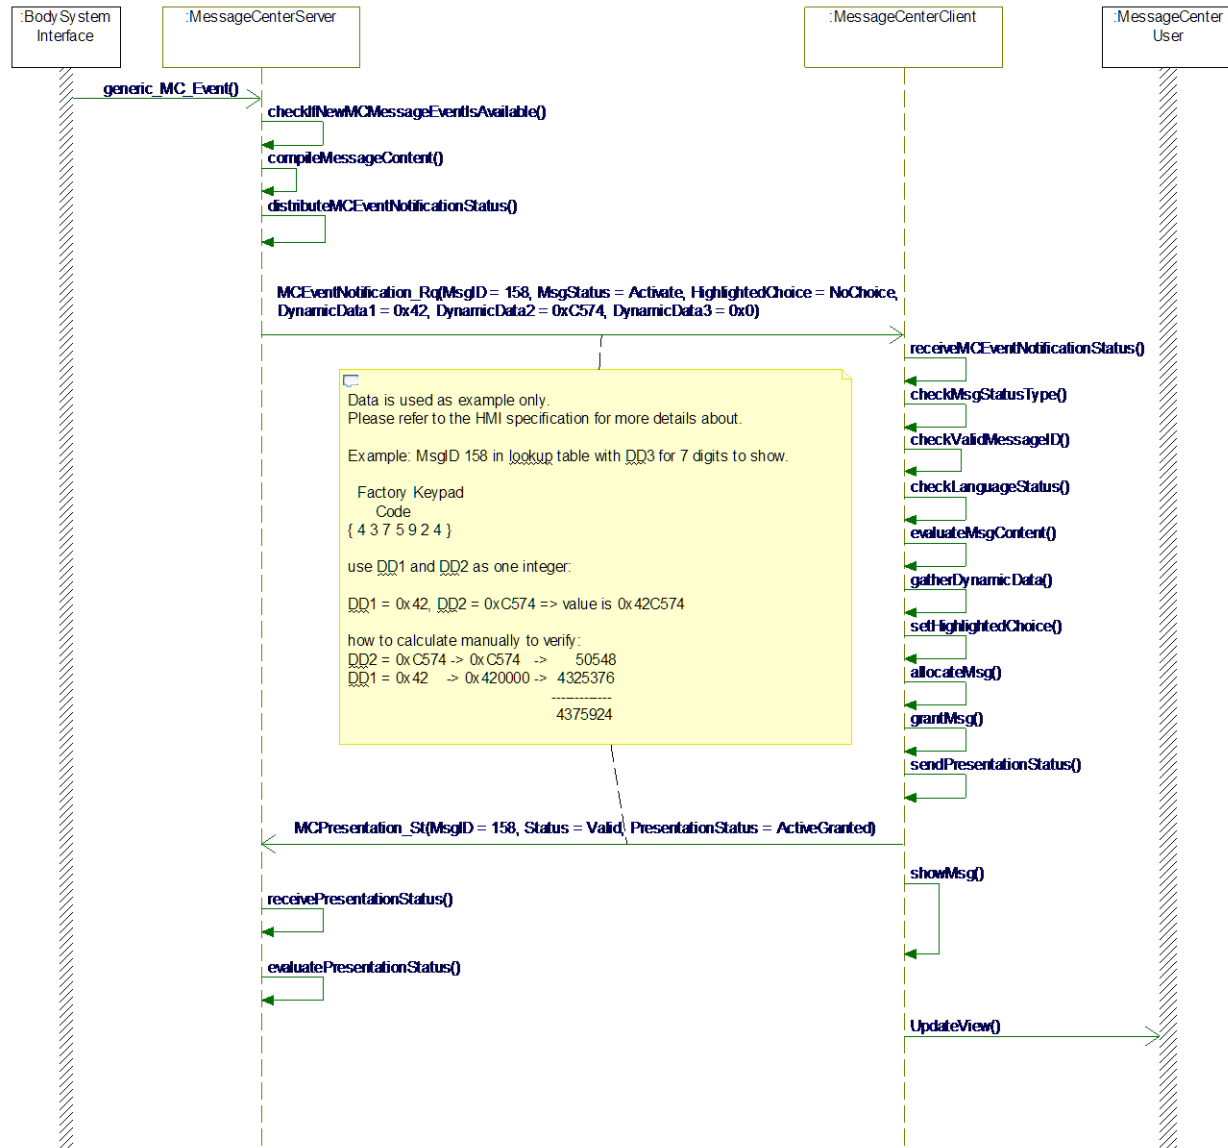 :BodySystem
Interface
:MessageCenterServer
:MessageCenterClient
:MessageCenter
User
generic_MC_Event()
checkIfNewMCMessageEventIsAvailable()
compileMessageContent()
distributeMCEventNotificationStatus()
MCEventNotification_Rq(MsgID = 158, MsgStatus = Activate, HighlightedChoice = NoChoice,
DynamicData1 = 0x42, DynamicData2 = 0xC574, DynamicData3 = 0x0)
receiveMCEventNotificationStatus()
checkMsgStatusType()
checkValidMessageID()
checkLanguageStatus()
evaluateMsgContent()
gatherDynamicData()
setHighlightedChoice()
allocateMsg()
grantMsg()
sendPresentationStatus()
Data is used as example only.
Please refer to the HMI specification for more details about.
Example: MsgID 158 in lookup table with DD3 for 7 digits to show.
Factory Keypad
Code
{ 4 3 7 5 9 2 4 }
use DD1 and DD2 as one integer:
DD1 = 0x42, DD2 = 0xC574 => value is 0x42C574
how to calculate manually to verify:
DD2 = 0xC574 -> 0xC574 -> 50548
DD1 = 0x42 -> 0x420000 -> 4325376
-------------
4375924
MCPresentation_St(MsgID = 158, Status = Valid, PresentationStatus = ActiveGranted)
showMsg()
receivePresentationStatus()
evaluatePresentationStatus()
UpdateView()